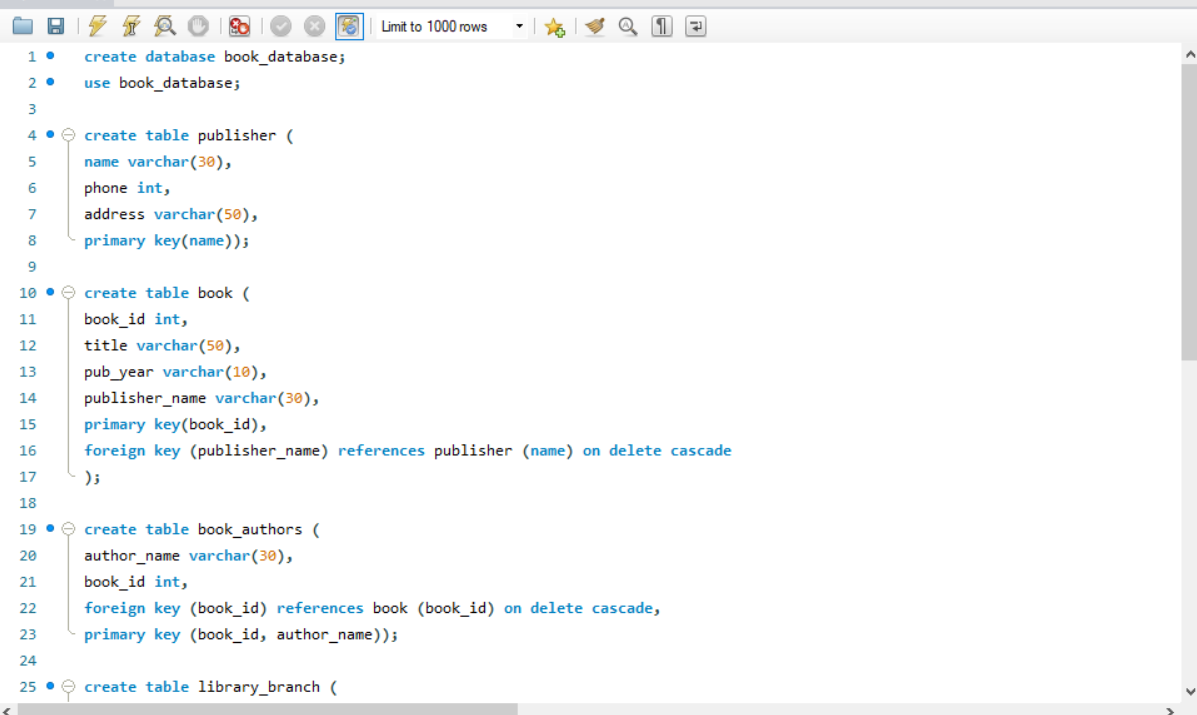 Limit to 1000 rows
1 create database book_database;
2 use book_database;
3
4 create table publisher (
5 name varchar(30),
6 phone int,
7 address varchar(50),
8 primary key(name));
9
10 create table book (
11 book_id int,
12 title varchar(50),
13 pub_year varchar(10),
14 publisher_name varchar(30),
15 primary key(book_id),
16 foreign key (publisher_name) references publisher (name) on delete cascade
17 );
18
19 create table book_authors (
20 author_name varchar(30),
21 book_id int,
22 foreign key (book_id) references book (book_id) on delete cascade,
23 primary key (book_id, author_name));
24
25 create table library_branch (